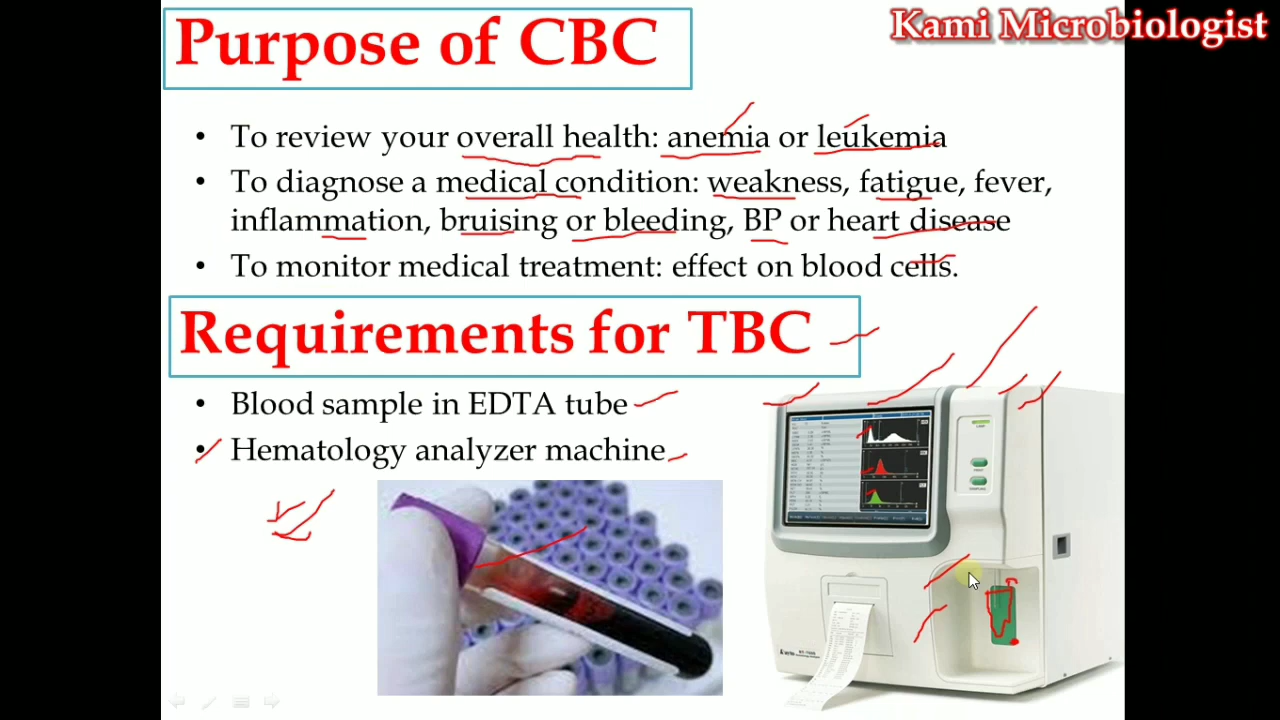 Kami Microbiologist
Purpose of CBC
• To review your overall health: anemia or leukemia
• To diagnose a medical condition: weakness, fatigue, fever,
inflammation, bruising or bleeding, BP or heart disease
• To monitor medical treatment: effect on blood cells.
Requirements for TBC
• Blood sample in EDTA tube
• Hematology analyzer machine